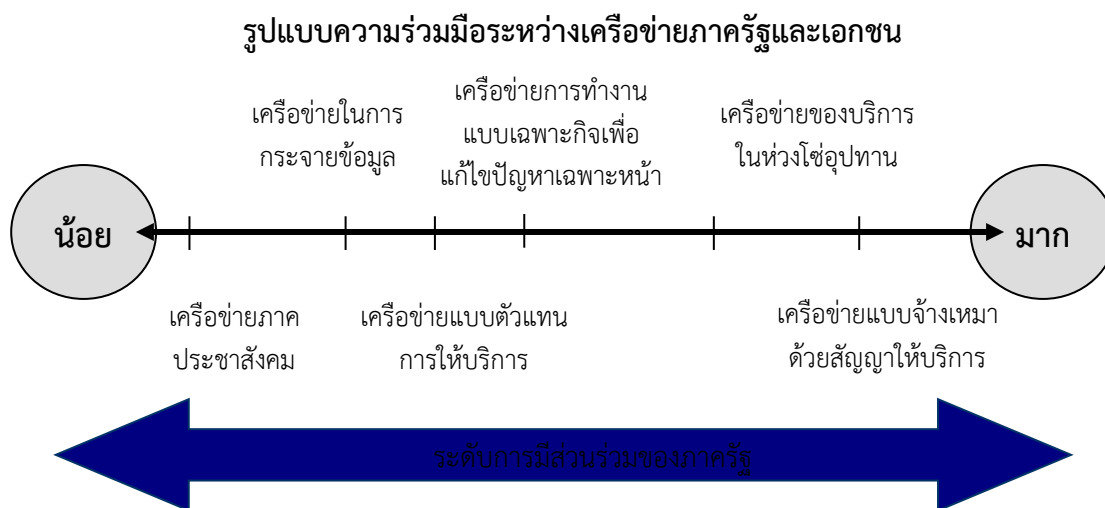 รูปแบบความร่วมมือระหว่างเครือข่ายภาครัฐและเอกชน
เครือข่ายในการ
กระจายข้อมูล
เครือข่ายการทำงาน
แบบเฉพาะกิจเพื่อ
แก้ไขปัญหาเฉพาะหน้า
เครือข่ายของบริการ
ในห่วงโซ่อุปทาน
น้อย
มาก
เครือข่ายภาค
ประชาสังคม
เครือข่ายแบบตัวแทน
การให้บริการ
เครือข่ายแบบจ้างเหมา
ด้วยสัญญาให้บริการ
ระดับการมีส่วนร่วมของภาครัฐ